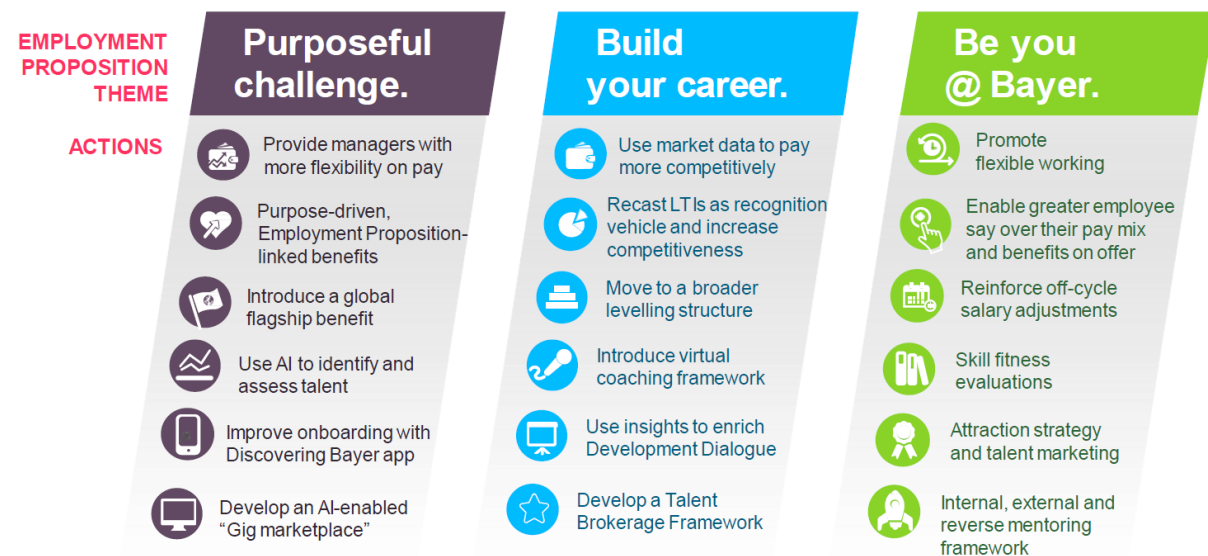 EMPLOYMENT
PROPOSITION
THEME
ACTIONS
Purposeful
challenge.
Provide managers with
more flexibility on pay
Purpose-driven,
Employment Proposition-
linked benefits
Introduce a global
flagship benefit
Use AI to identify and
assess talent
Improve onboarding with
Discovering Bayer app
Develop an AI-enabled
“Gig marketplace”
Build
your career.
Use market data to pay
more competitively
Recast LTIs as recognition
vehicle and increase
competitiveness
Move to a broader
levelling structure
Introduce virtual
coaching framework
Use insights to enrich
Development Dialogue
Develop a Talent
Brokerage Framework
Be you
@ Bayer.
Promote
flexible working
Enable greater employee
say over their pay mix
and benefits on offer
Reinforce off-cycle
salary adjustments
Skill fitness
evaluations
Attraction strategy
and talent marketing
Internal, external and
reverse mentoring
framework